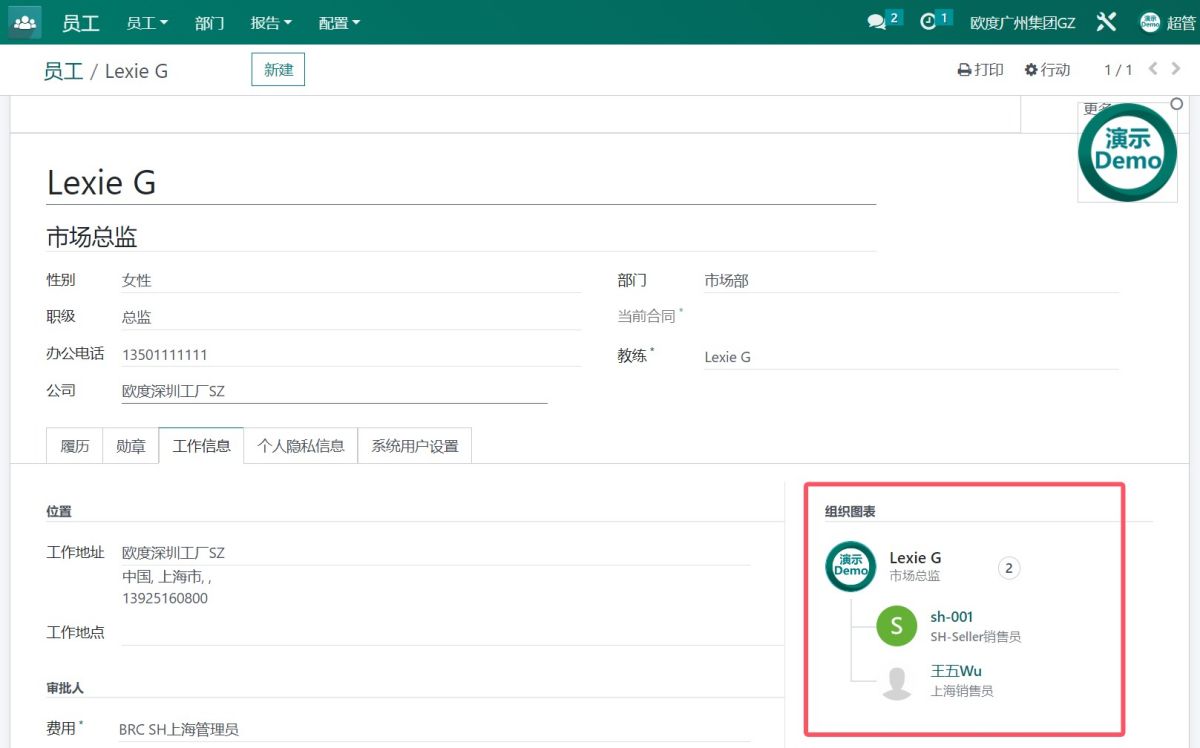 员工 员工 部门 报告 配置 2 1 欧度广州集团GZ 演示 Demo 超管
员工 / Lexie G 新建 打印 行动 1 / 1
演示
Demo
Lexie G
市场总监
性别 女性 部门 市场部
职级 总监 当前合同*
办公电话 13501111111 教练* Lexie G
公司 欧度深圳工厂SZ
履历 勋章 工作信息 个人隐私信息 系统用户设置
位置 组织图表
工作地址 欧度深圳工厂SZ
中国, 上海市, ,
13925160800
工作地点
审批人
费用* BRC SH上海管理员
演示
Demo
Lexie G
市场总监
2
S
sh-001
SH-Seller销售员
王五Wu
上海销售员